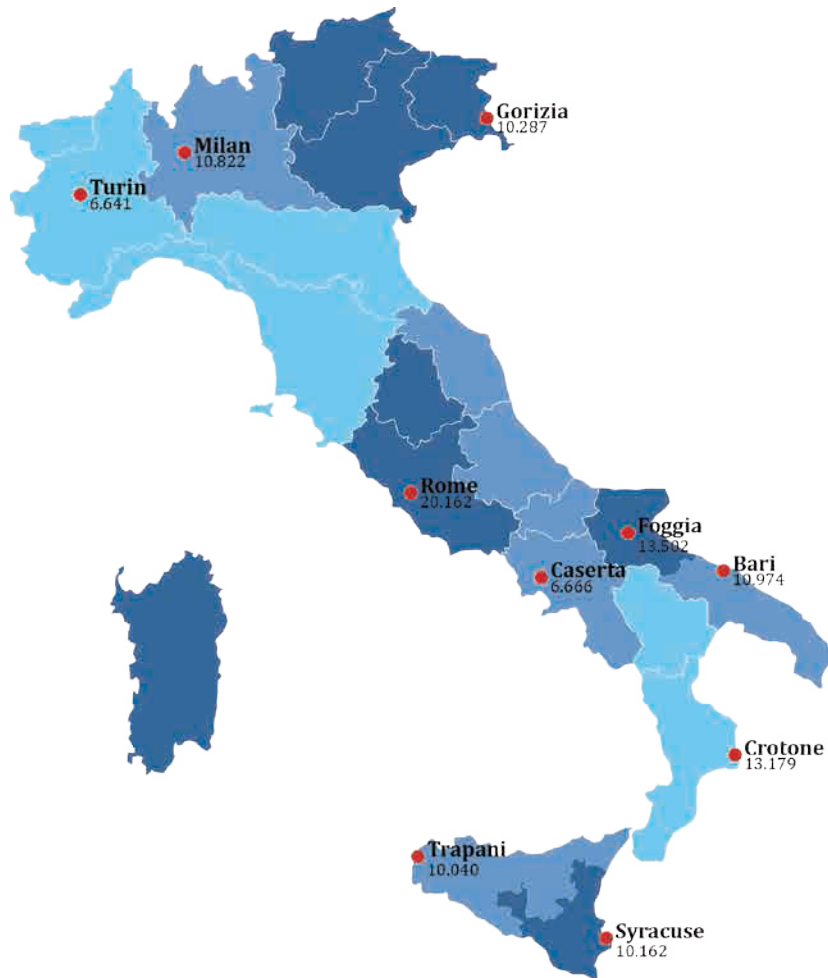 Gorizia
10.287
Milan
10.822
Turin
6.641
Rome
20.162
Foggia
13.502
Bari
10.974
Caserta
6.666
Crotone
13.179
Trapani
10.040
Syracuse
10.162